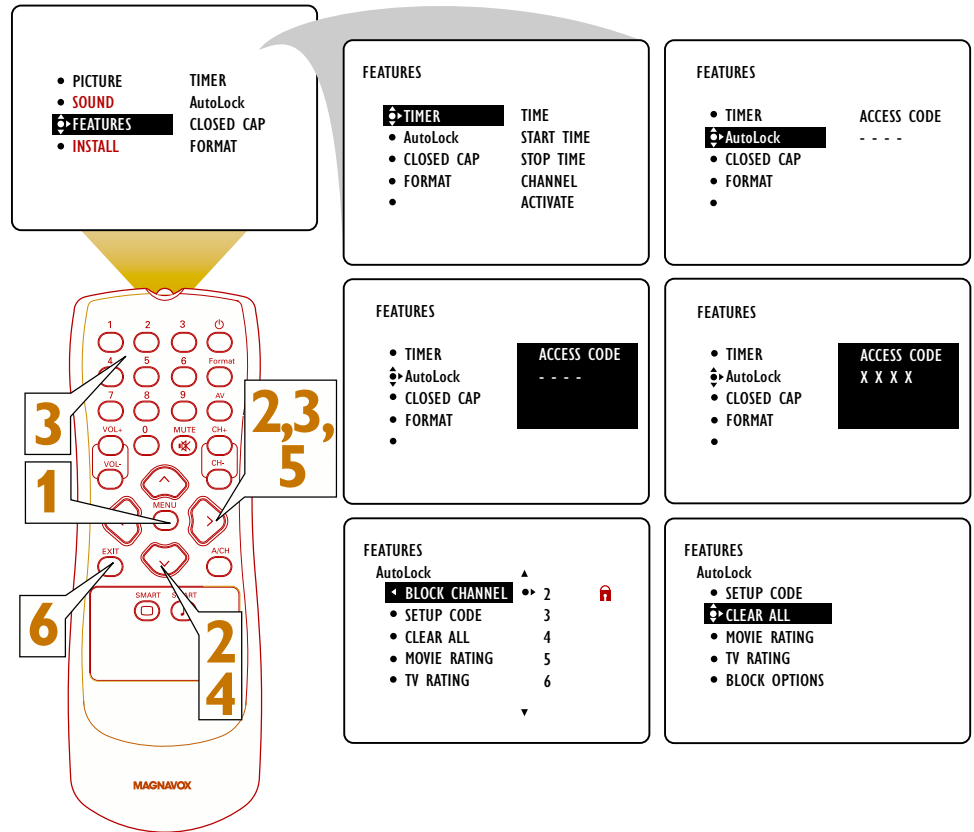 PICTURE TIMER
SOUND AutoLock
FEATURES CLOSED CAP
INSTALL FORMAT
FEATURES
TIMER TIME
AutoLock START TIME
CLOSED CAP STOP TIME
FORMAT CHANNEL
ACTIVATE
FEATURES
TIMER ACCESS CODE
AutoLock - - - -
CLOSED CAP
FORMAT
FEATURES
TIMER ACCESS CODE
AutoLock - - - -
CLOSED CAP
FORMAT
FEATURES
TIMER ACCESS CODE
AutoLock X X X X
CLOSED CAP
FORMAT
FEATURES
AutoLock
BLOCK CHANNEL 2
SETUP CODE 3
CLEAR ALL 4
MOVIE RATING 5
TV RATING 6
FEATURES
AutoLock
SETUP CODE
CLEAR ALL
MOVIE RATING
TV RATING
BLOCK OPTIONS
1 2 3
4 5 6 Format
7 8 9 AV
VOL+ 0 MUTE CH+
VOL- CH-
MENU
EXIT A/CH
SMART
MAGNAVOX
3
2,3,
5
1
6
2
4